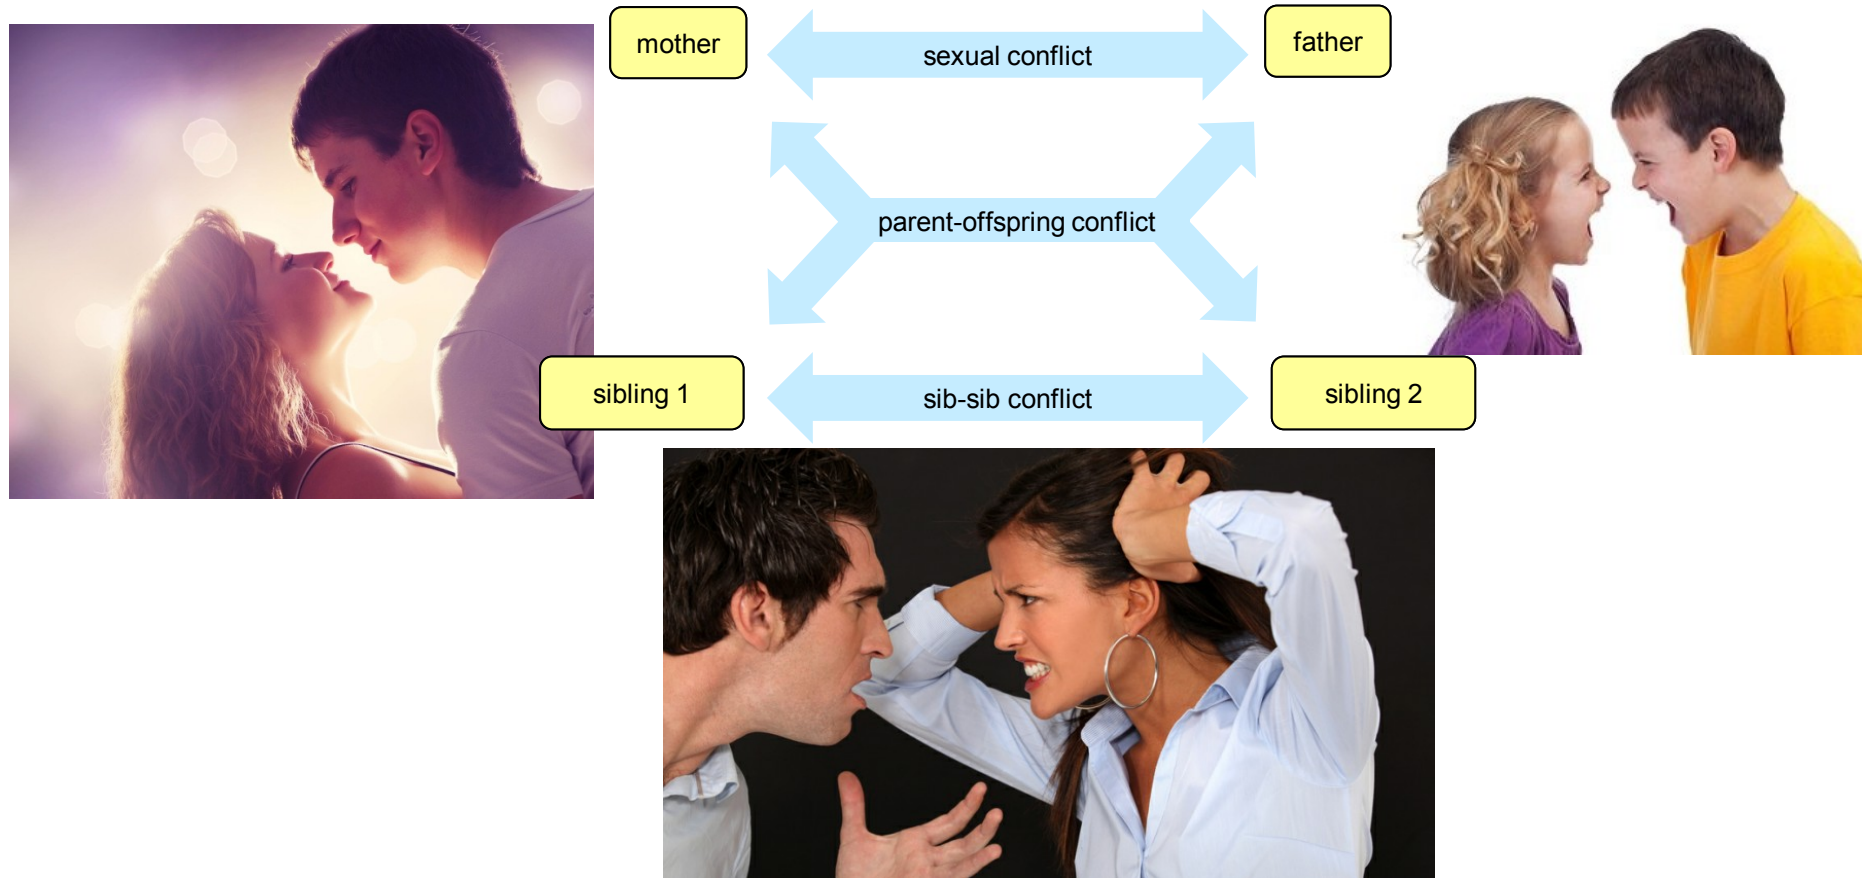 mother
sexual conflict
father
parent-offspring conflict
sibling 1
sib-sib conflict
sibling 2